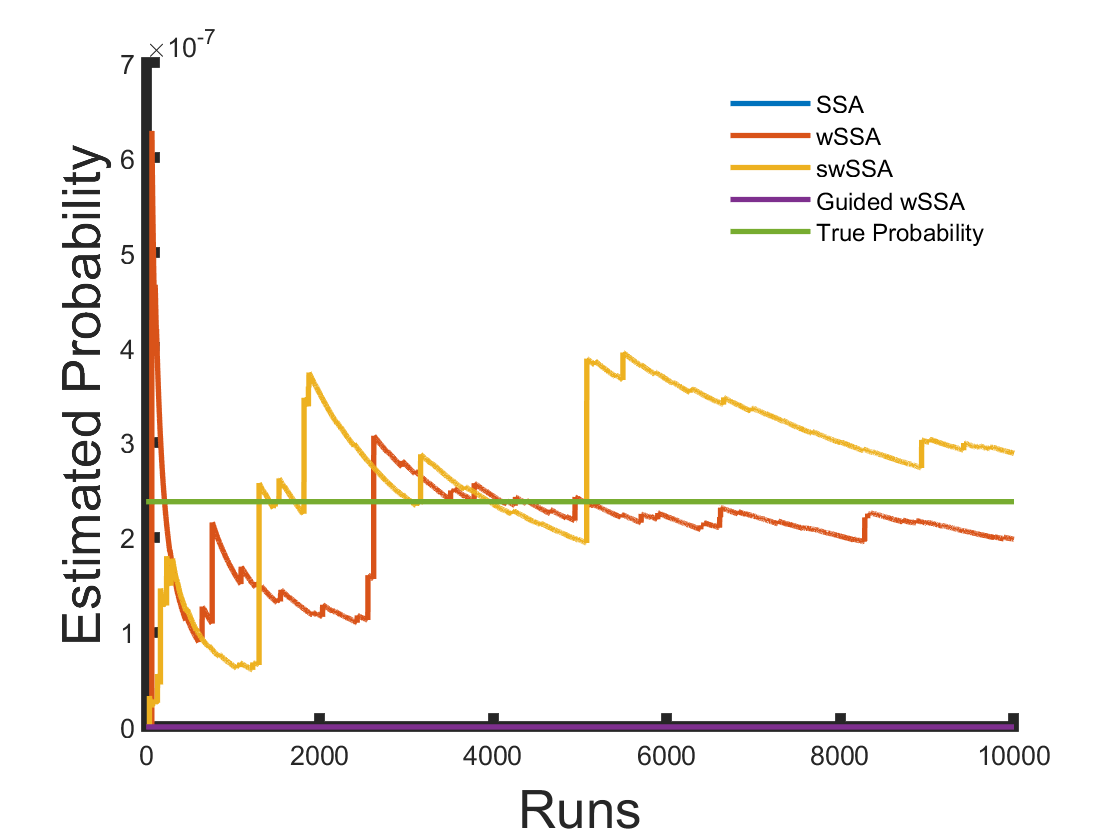 ×10-7
7
6
5
4
3
2
1
0
Estimated Probability
SSA
wSSA
swSSA
Guided wSSA
True Probability
0 2000 4000 6000 8000 10000
Runs